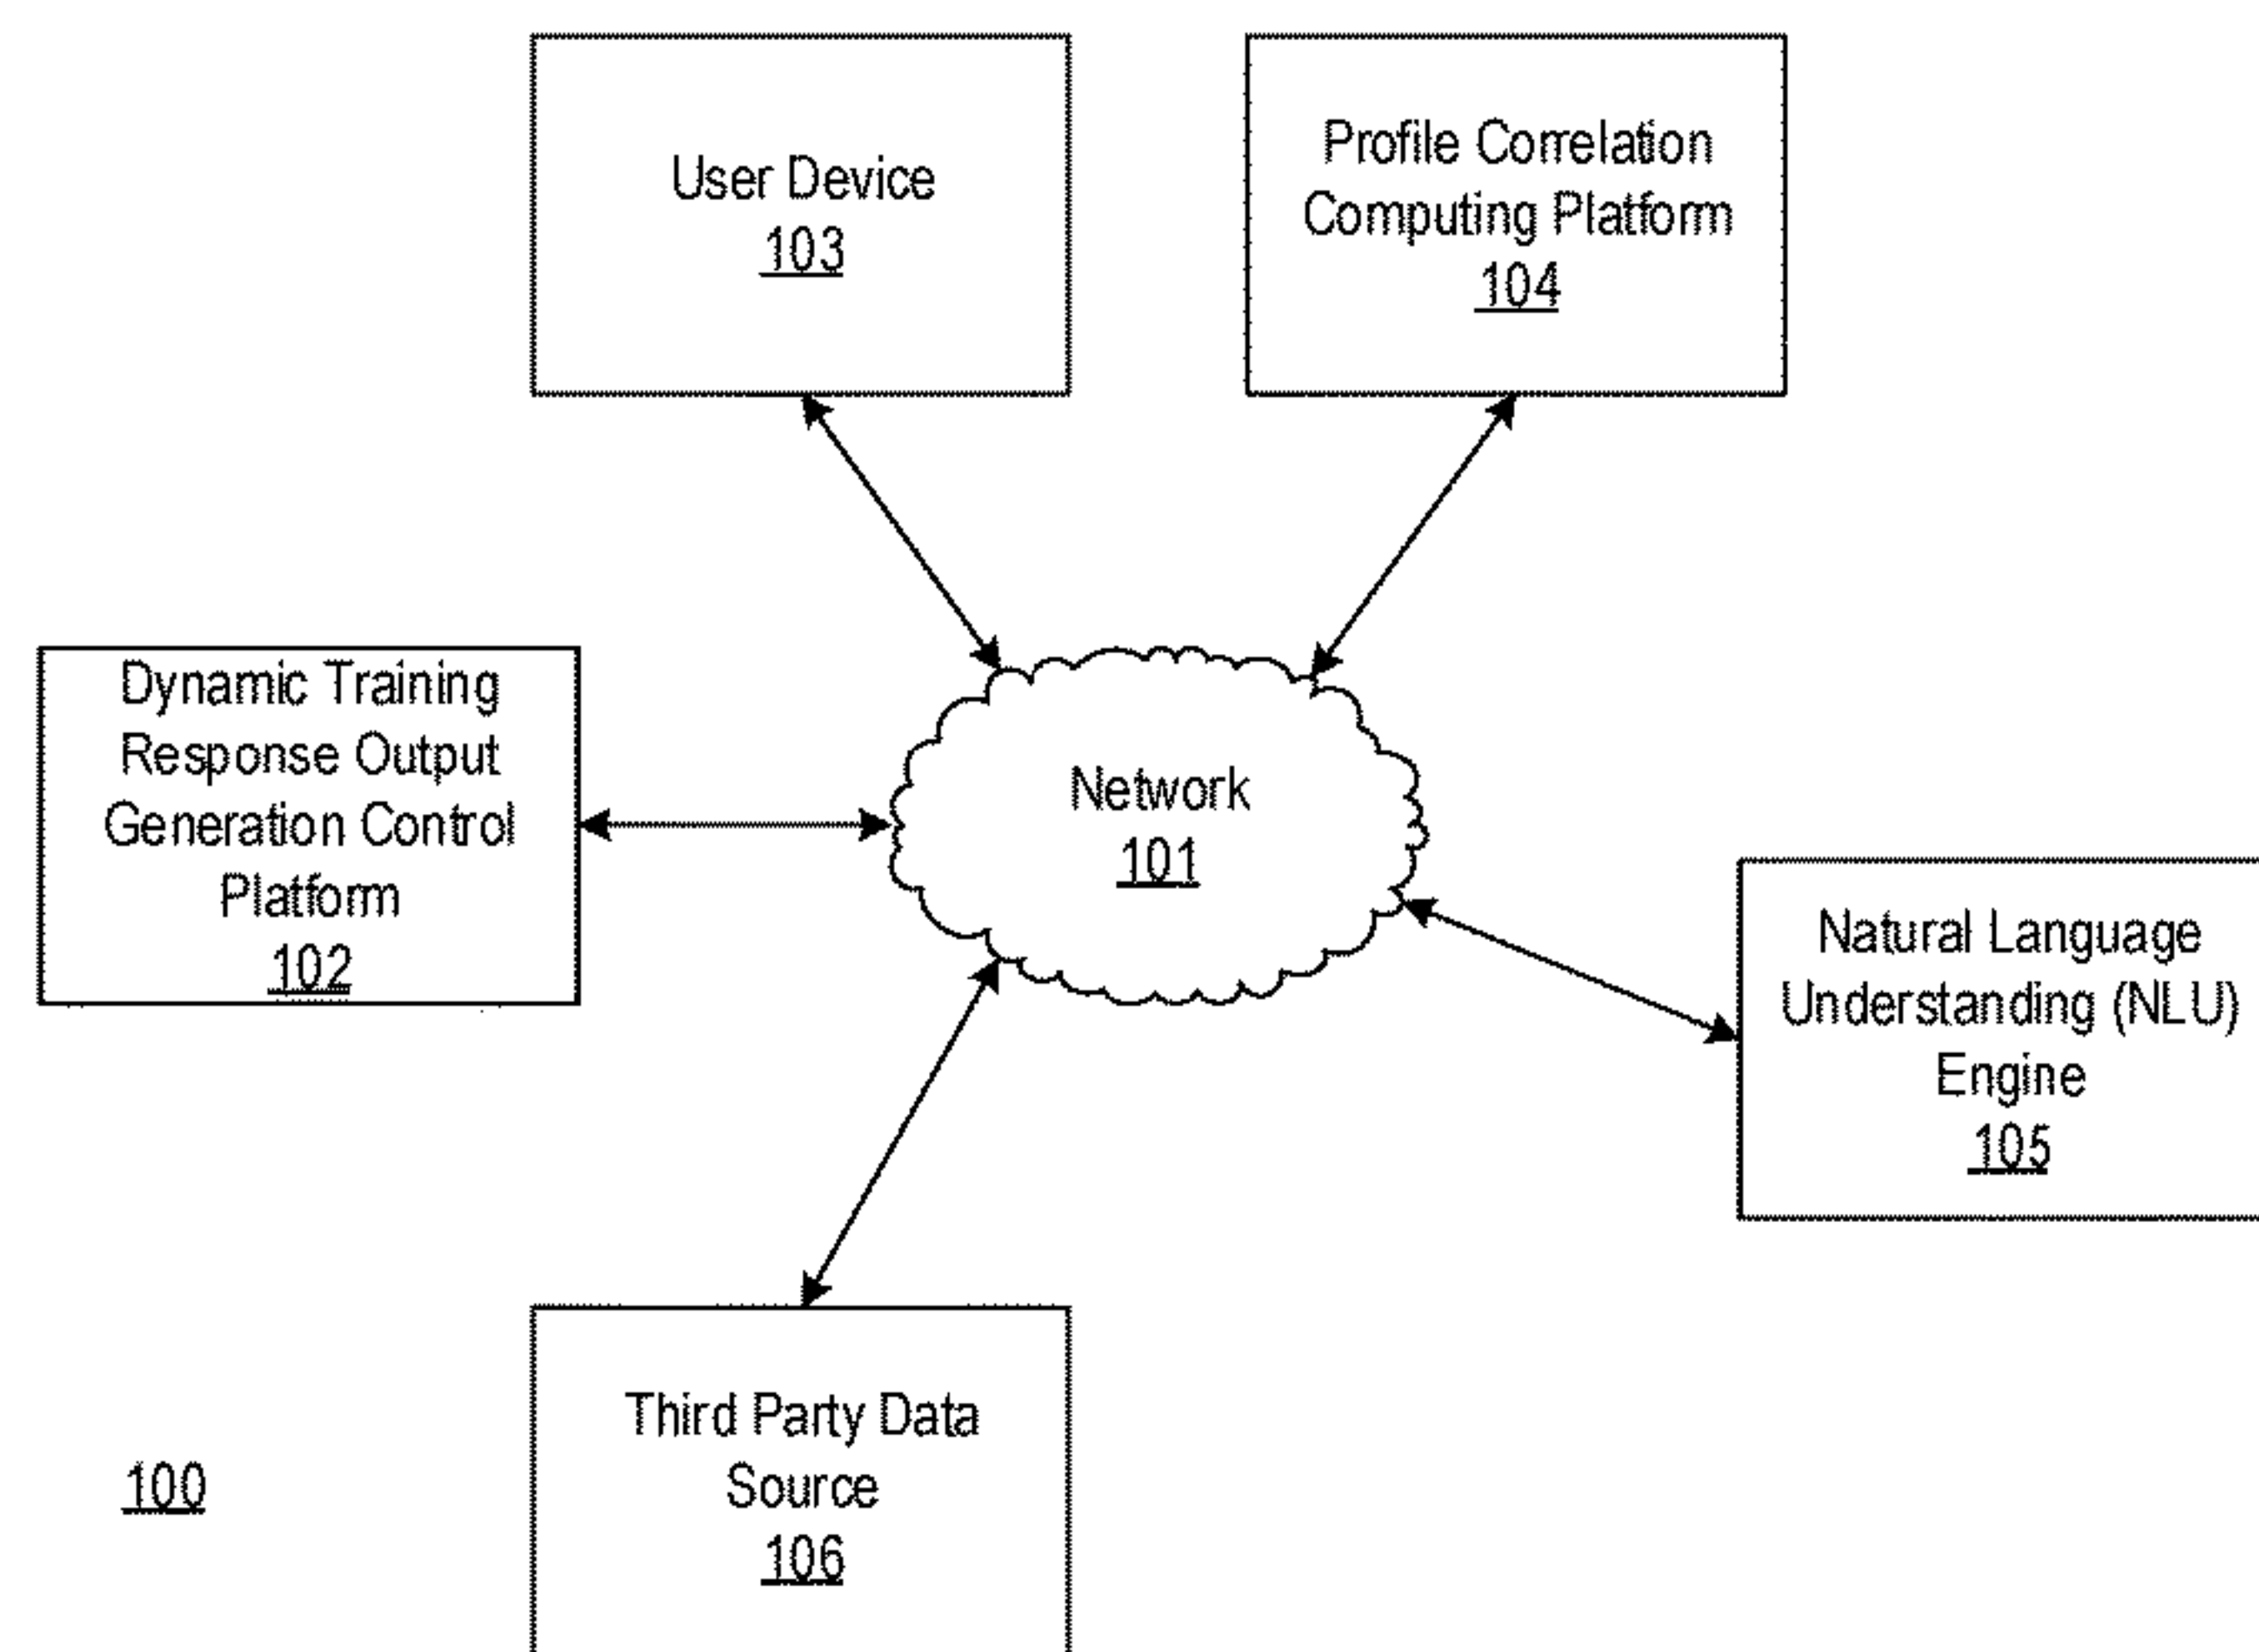 User Device
103
Profile Correlation
Computing Platform
104
Dynamic Training
Response Output
Generation Control
Platform
102
Network
101
Natural Language
Understanding (NLU)
Engine
105
Third Party Data
Source
106
100